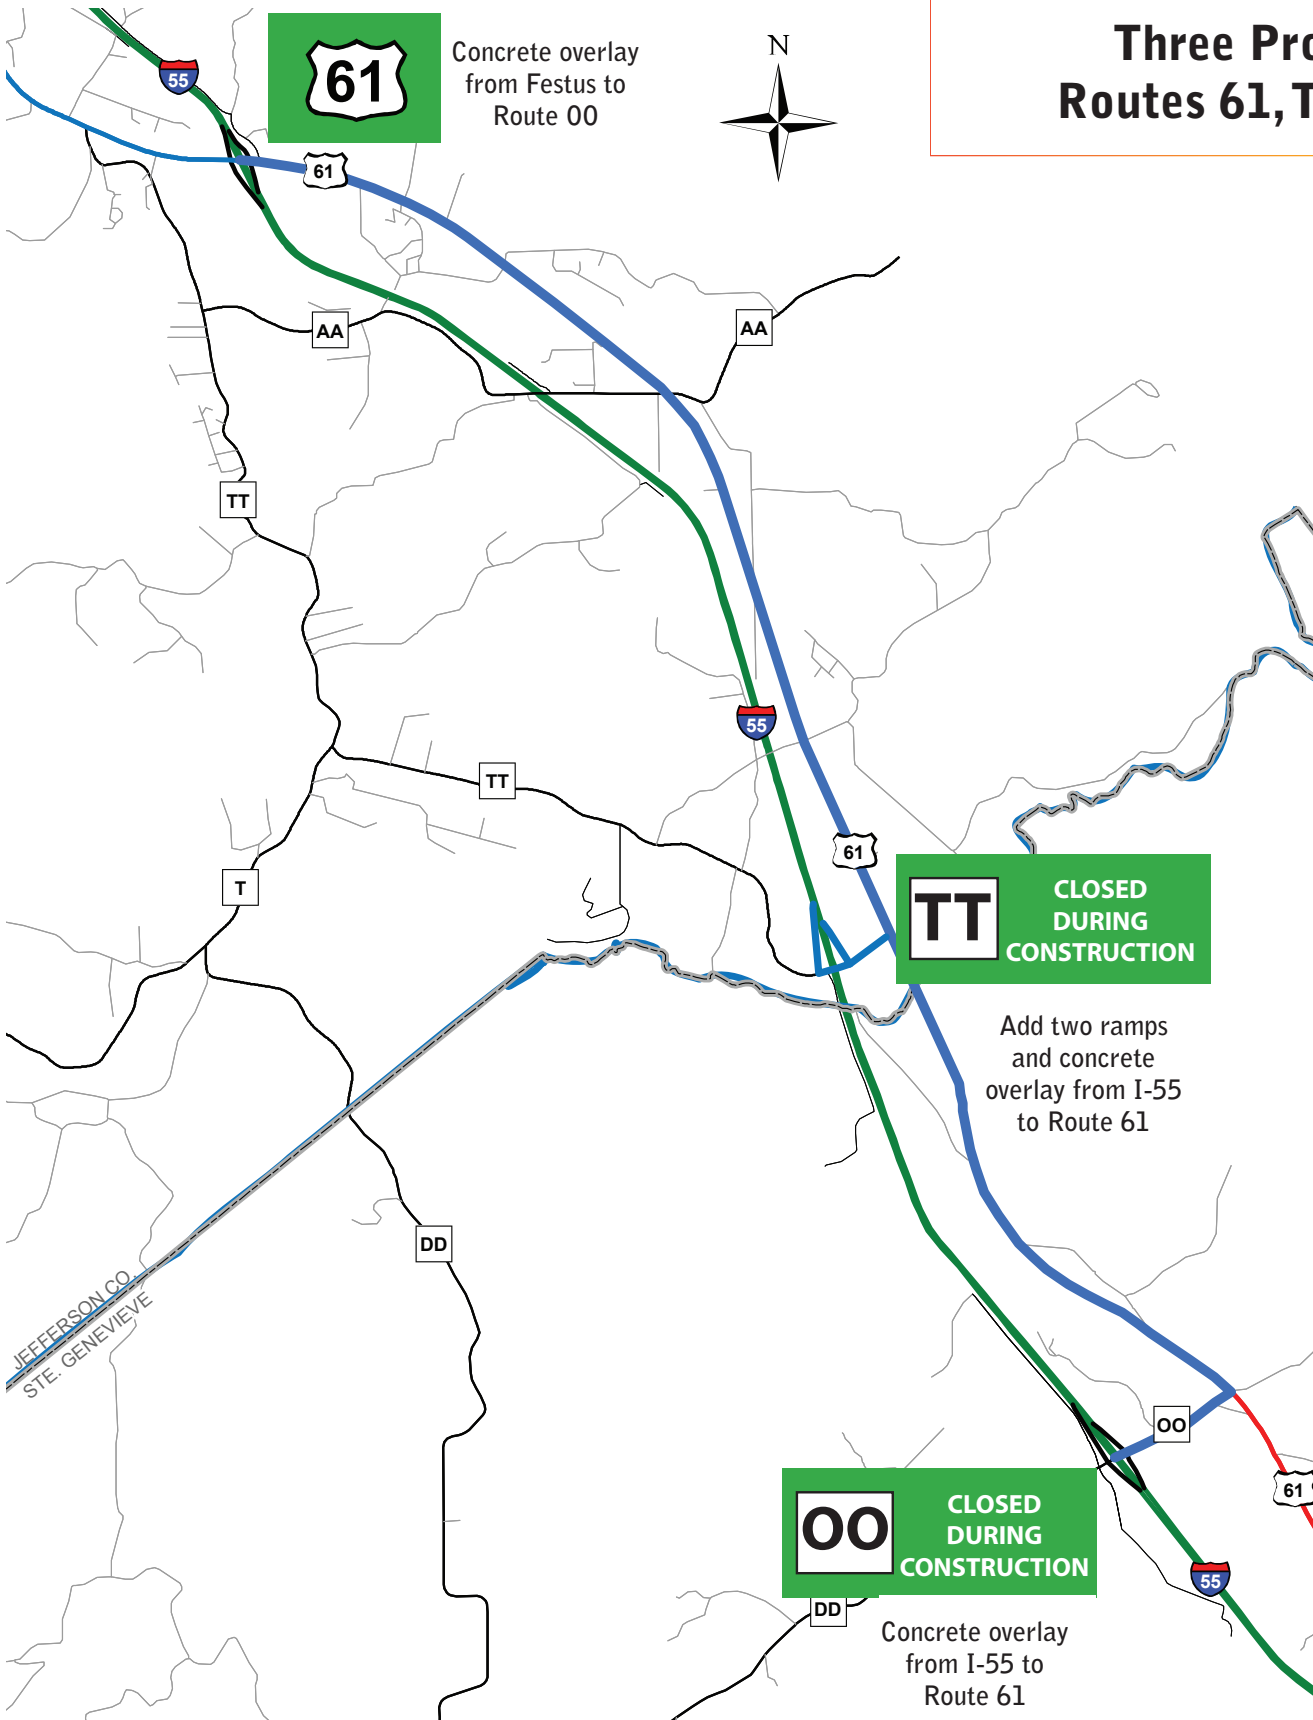 55
61
Concrete overlay
from Festus to
Route OO
N
Three Pro
Routes 61, T
61
AA
AA
TT
55
TT
61
T
TT
CLOSED
DURING
CONSTRUCTION
Add two ramps
and concrete
overlay from I-55
to Route 61
DD
JEFFERSON CO.
STE. GENEVIEVE
OO
61
OO
CLOSED
DURING
CONSTRUCTION
55
DD
Concrete overlay
from I-55 to
Route 61